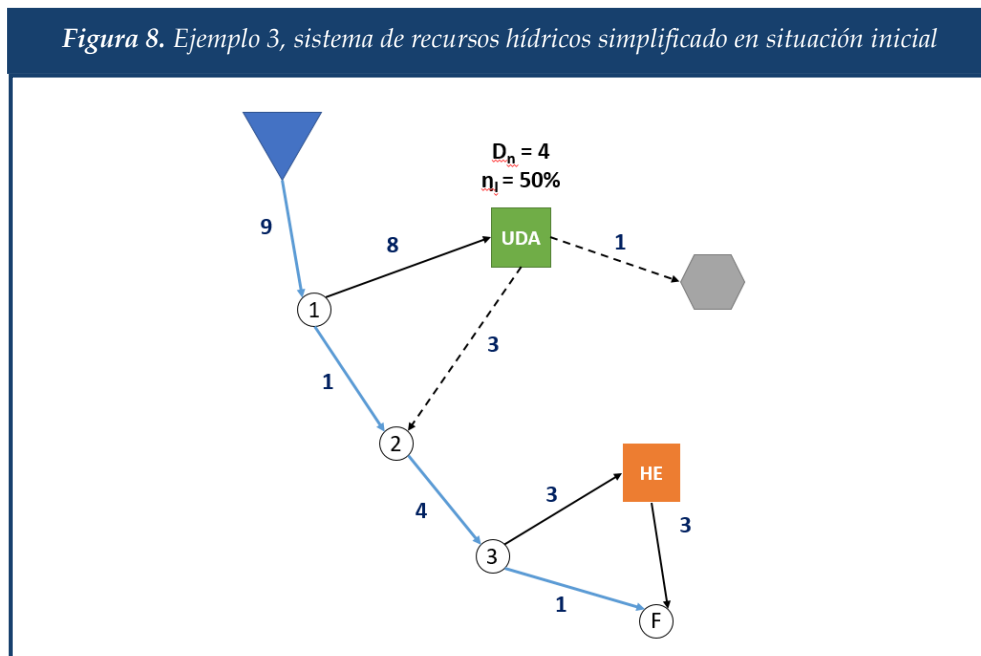 Figura 8. Ejemplo 3, sistema de recursos hídricos simplificado en situación inicial
Dn = 4
nI = 50%
9
8
UDA
1
1
3
1
2
HE
4
3
3
3
1
F